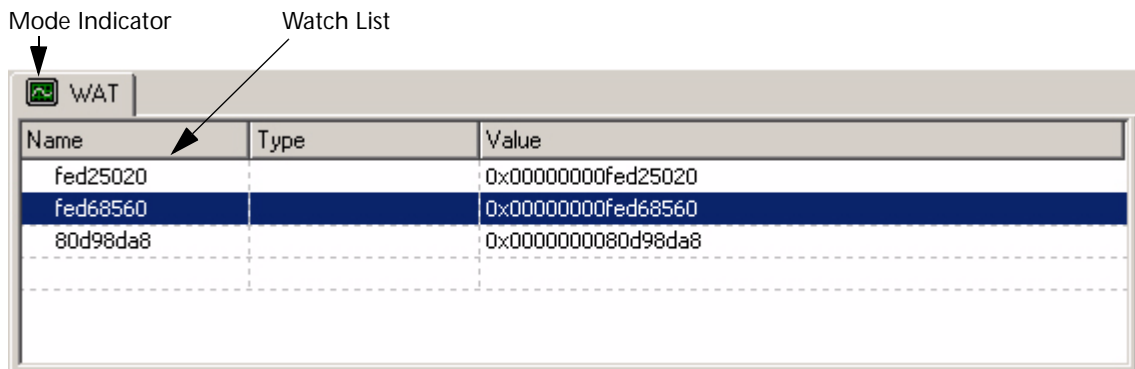 Mode Indicator Watch List
WAT
Name Type Value
fed25020 0x00000000fed25020
fed68560 0x00000000fed68560
80d98da8 0x0000000080d98da8